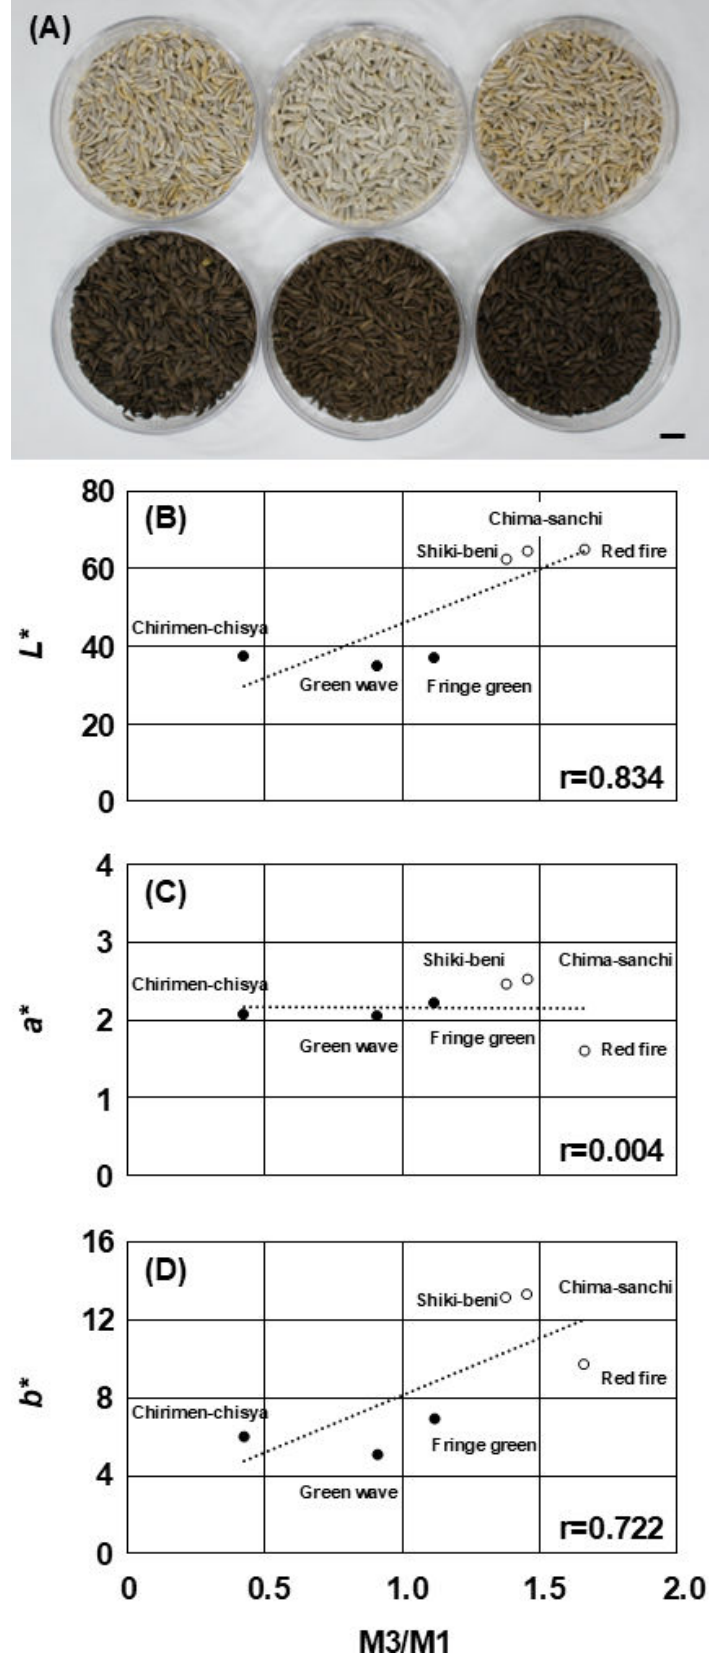 (A)
80
(B)
Chima-sanchi
Shiki-beni
Red fire
60
Chirimen-chisya
L*
40
Green wave
Fringe green
20
r=0.834
0
4
(C)
3
Shiki-beni
Chima-sanchi
Chirimen-chisya
a*
2
Green wave
Fringe green
Red fire
1
r=0.004
0
16
(D)
Shiki-beni
Chima-sanchi
12
Red fire
b*
8
Chirimen-chisya
Fringe green
4
Green wave
r=0.722
0
0 0.5 1.0 1.5 2.0
M3/M1